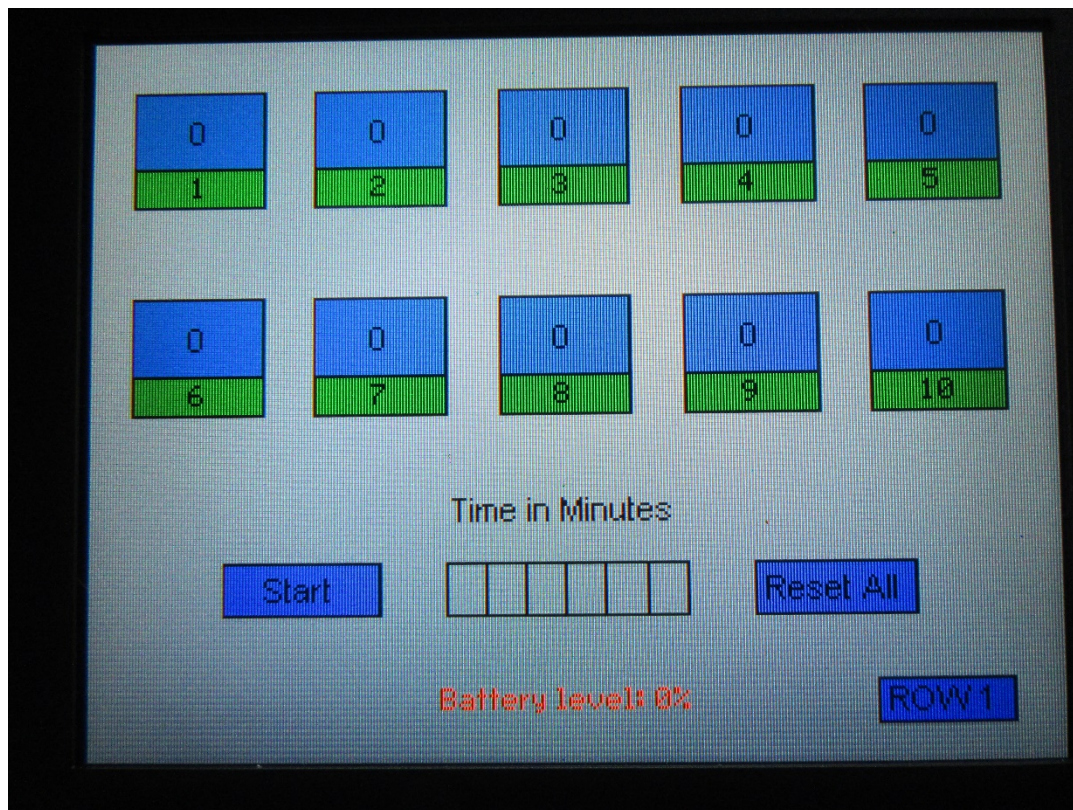 0 0 0 0 0
1 2 3 4 5
0 0 0 0 0
6 7 8 9 10
Time in Minutes
Start Reset All
Battery level: 0%
ROW 1